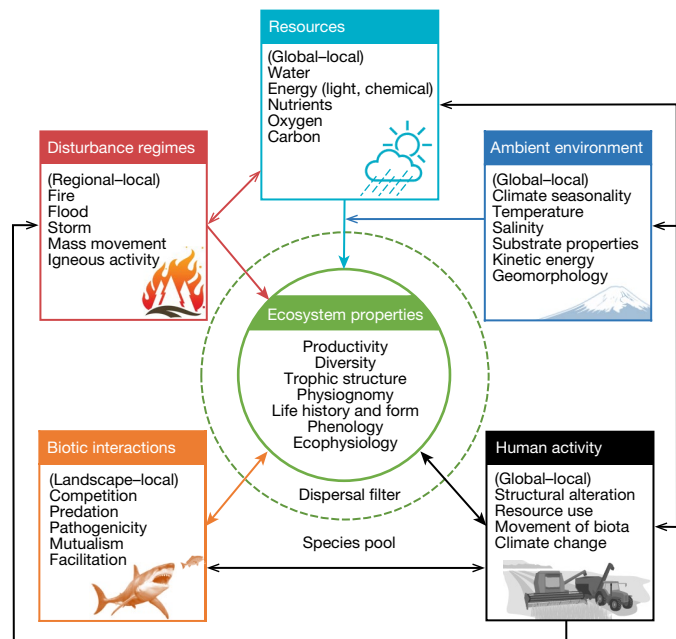 Resources
(Global–local)
Water
Energy (light, chemical)
Nutrients
Oxygen
Carbon
Disturbance regimes
(Regional–local)
Fire
Flood
Storm
Mass movement
Igneous activity
Ambient environment
(Global–local)
Climate seasonality
Temperature
Salinity
Substrate properties
Kinetic energy
Geomorphology
Ecosystem properties
Productivity
Diversity
Trophic structure
Physiognomy
Life history and form
Phenology
Ecophysiology
Biotic interactions
(Landscape–local)
Competition
Predation
Pathogenicity
Mutualism
Facilitation
Dispersal filter
Species pool
Human activity
(Global–local)
Structural alteration
Resource use
Movement of biota
Climate change